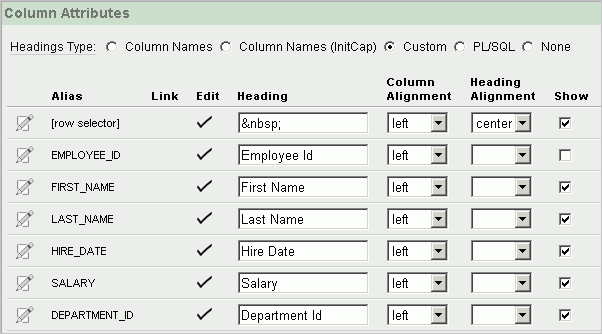 Column Attributes
Headings Type: Column Names Column Names (InitCap) Custom PL/SQL None
Column Heading
Alias Link Edit Heading Alignment Alignment Show
[row selector] &nbsp; left center
EMPLOYEE_ID Employee Id left
FIRST_NAME First Name left
LAST_NAME Last Name left
HIRE_DATE Hire Date left
SALARY Salary left
DEPARTMENT_ID Department Id left